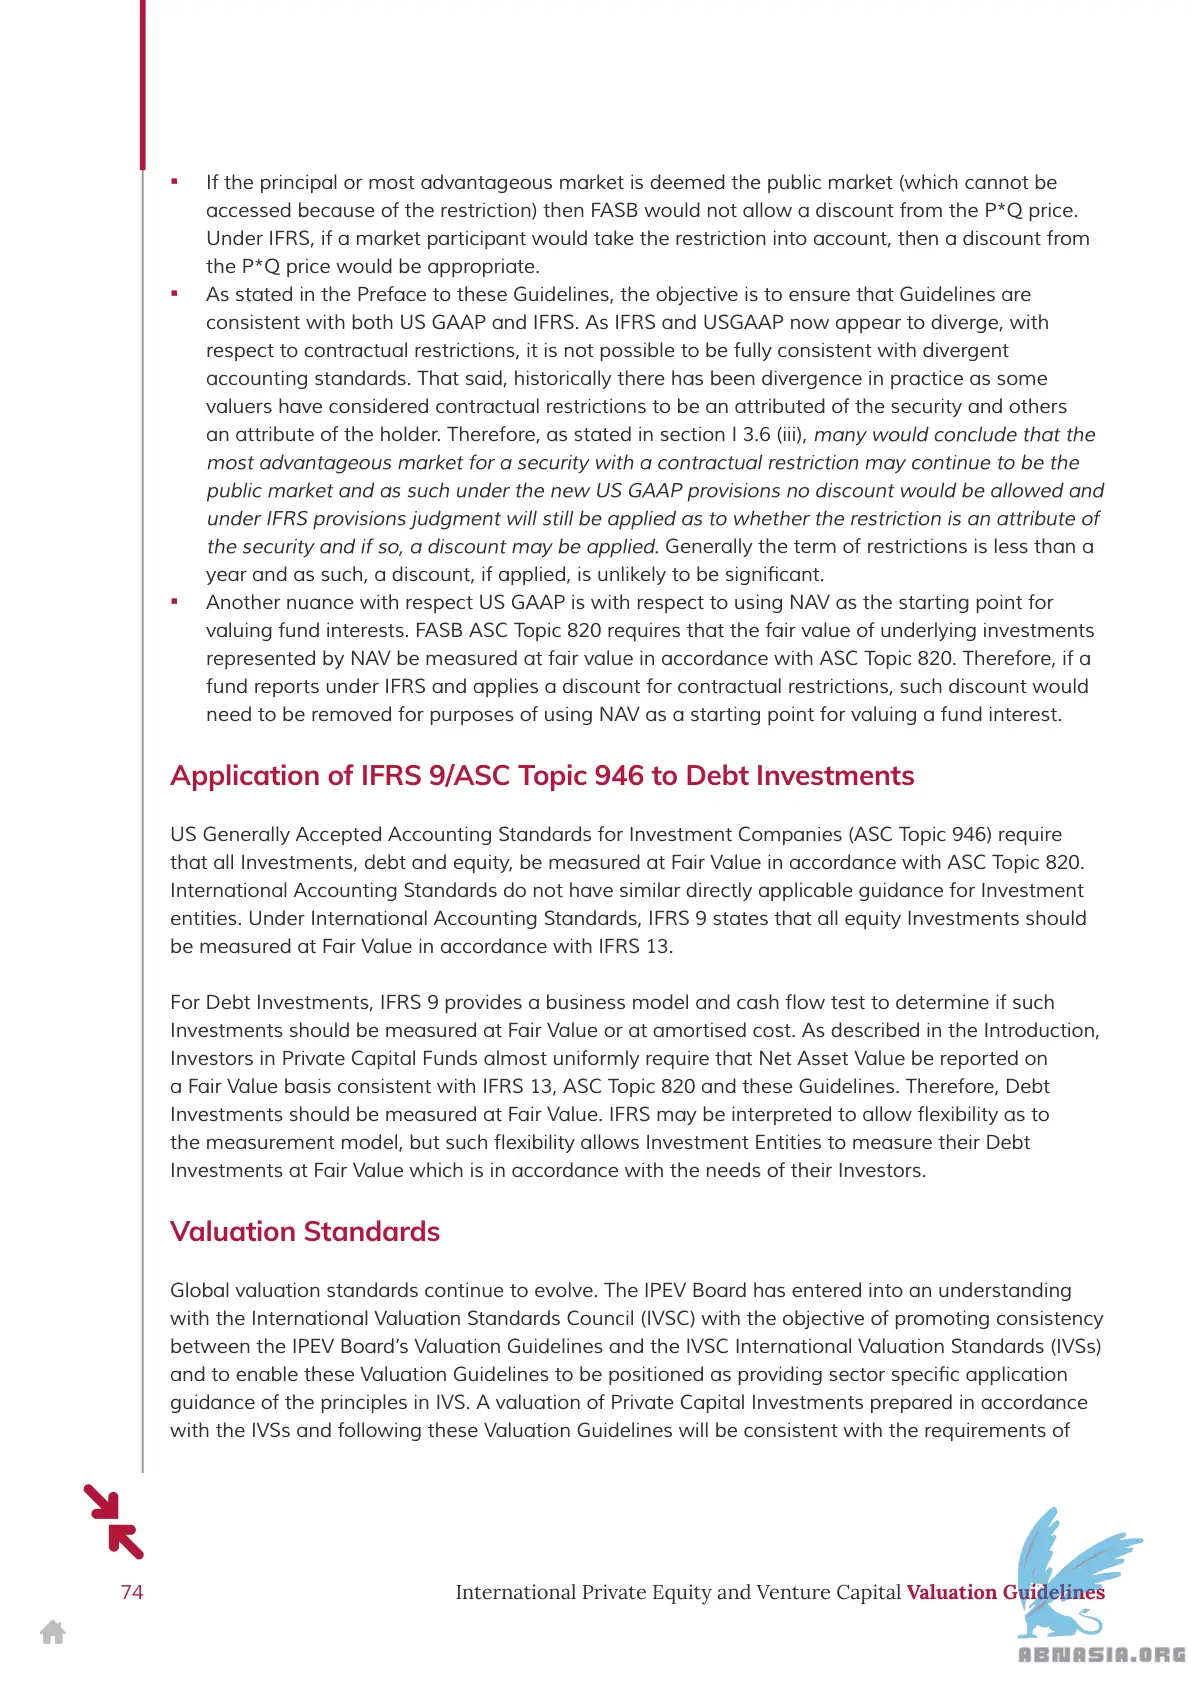 ▪ If the principal or most advantageous market is deemed the public market (which cannot be
accessed because of the restriction) then FASB would not allow a discount from the P*Q price.
Under IFRS, if a market participant would take the restriction into account, then a discount from
the P*Q price would be appropriate.
▪ As stated in the Preface to these Guidelines, the objective is to ensure that Guidelines are
consistent with both US GAAP and IFRS. As IFRS and USGAAP now appear to diverge, with
respect to contractual restrictions, it is not possible to be fully consistent with divergent
accounting standards. That said, historically there has been divergence in practice as some
valuers have considered contractual restrictions to be an attributed of the security and others
an attribute of the holder. Therefore, as stated in section I 3.6 (iii), many would conclude that the
most advantageous market for a security with a contractual restriction may continue to be the
public market and as such under the new US GAAP provisions no discount would be allowed and
under IFRS provisions judgment will still be applied as to whether the restriction is an attribute of
the security and if so, a discount may be applied. Generally the term of restrictions is less than a
year and as such, a discount, if applied, is unlikely to be significant.
▪ Another nuance with respect US GAAP is with respect to using NAV as the starting point for
valuing fund interests. FASB ASC Topic 820 requires that the fair value of underlying investments
represented by NAV be measured at fair value in accordance with ASC Topic 820. Therefore, if a
fund reports under IFRS and applies a discount for contractual restrictions, such discount would
need to be removed for purposes of using NAV as a starting point for valuing a fund interest.
Application of IFRS 9/ASC Topic 946 to Debt Investments
US Generally Accepted Accounting Standards for Investment Companies (ASC Topic 946) require
that all Investments, debt and equity, be measured at Fair Value in accordance with ASC Topic 820.
International Accounting Standards do not have similar directly applicable guidance for Investment
entities. Under International Accounting Standards, IFRS 9 states that all equity Investments should
be measured at Fair Value in accordance with IFRS 13.
For Debt Investments, IFRS 9 provides a business model and cash flow test to determine if such
Investments should be measured at Fair Value or at amortised cost. As described in the Introduction,
Investors in Private Capital Funds almost uniformly require that Net Asset Value be reported on
a Fair Value basis consistent with IFRS 13, ASC Topic 820 and these Guidelines. Therefore, Debt
Investments should be measured at Fair Value. IFRS may be interpreted to allow flexibility as to
the measurement model, but such flexibility allows Investment Entities to measure their Debt
Investments at Fair Value which is in accordance with the needs of their Investors.
Valuation Standards
Global valuation standards continue to evolve. The IPEV Board has entered into an understanding
with the International Valuation Standards Council (IVSC) with the objective of promoting consistency
between the IPEV Board’s Valuation Guidelines and the IVSC International Valuation Standards (IVSs)
and to enable these Valuation Guidelines to be positioned as providing sector specific application
guidance of the principles in IVS. A valuation of Private Capital Investments prepared in accordance
with the IVSs and following these Valuation Guidelines will be consistent with the requirements of
74 International Private Equity and Venture Capital Valuation Guidelines
ABNASIA.ORG